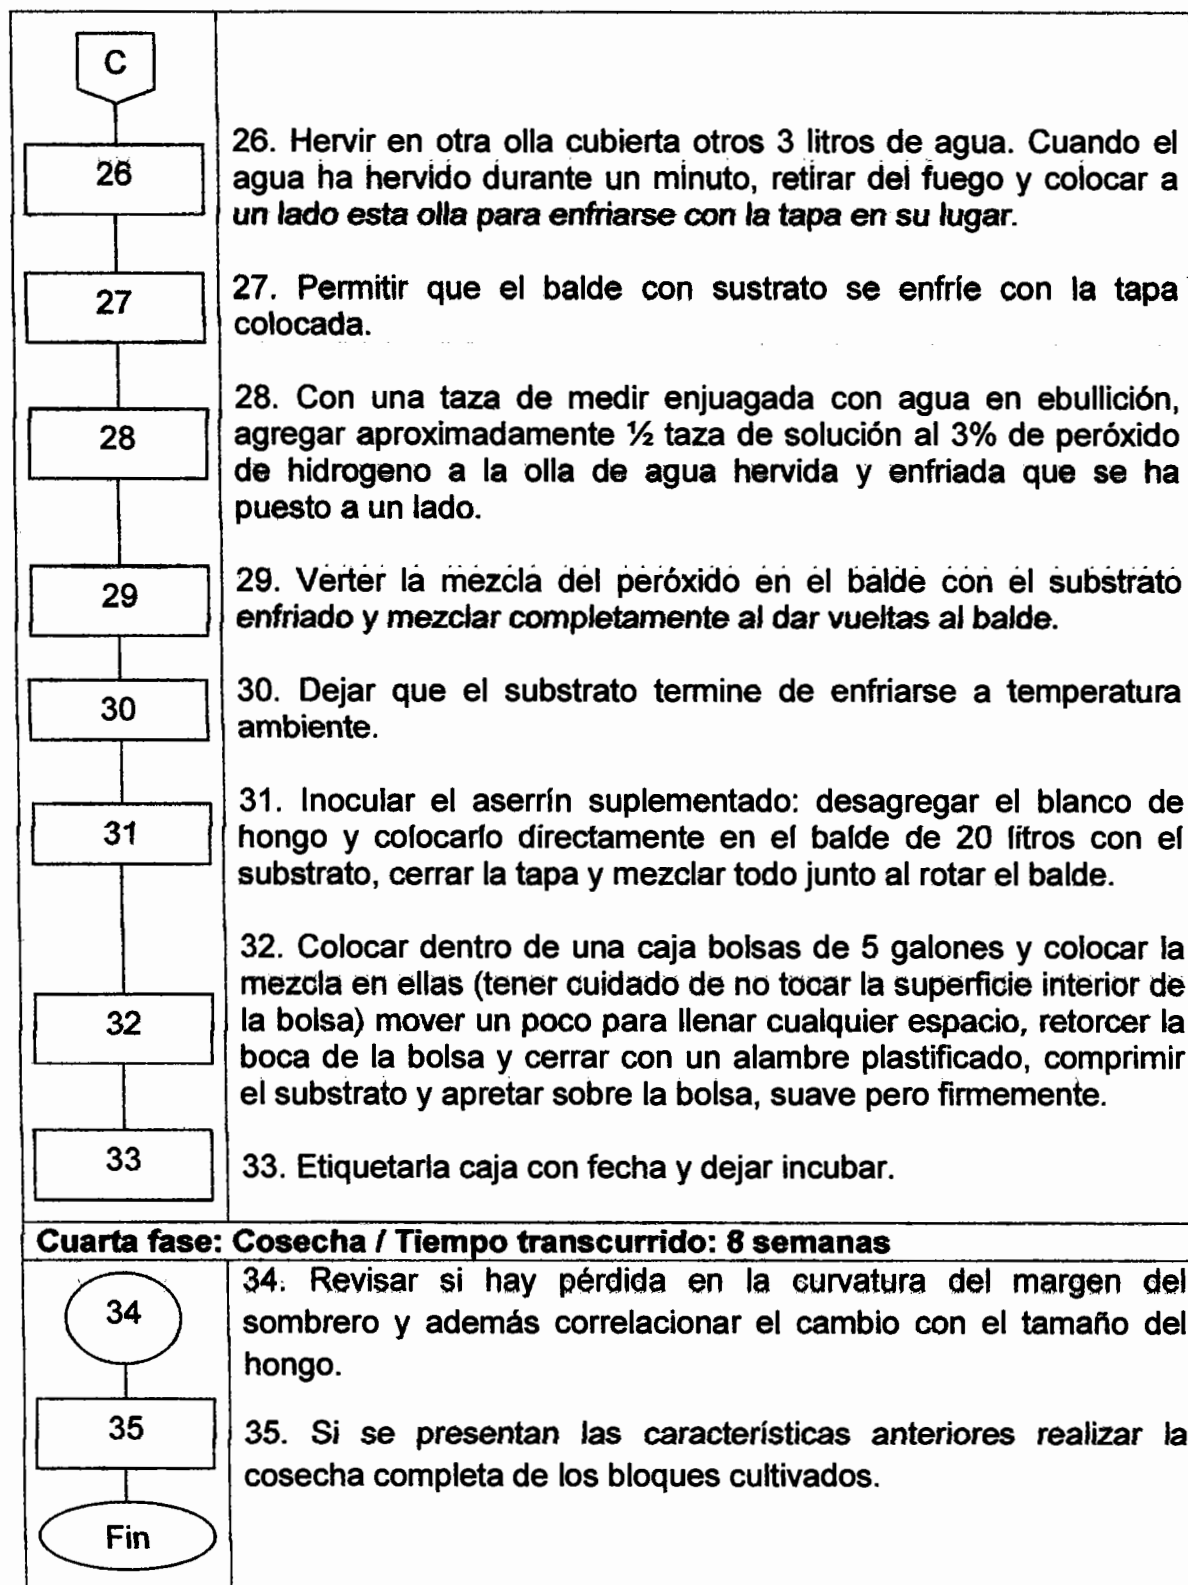 C
26
26. Hervir en otra olla cubierta otros 3 litros de agua. Cuando el
agua ha hervido durante un minuto, retirar del fuego y colocar a
un lado esta olla para enfriarse con la tapa en su lugar.
27
27. Permitir que el balde con sustrato se enfríe con la tapa
colocada.
28
28. Con una taza de medir enjuagada con agua en ebullición,
agregar aproximadamente ½ taza de solución al 3% de peróxido
de hidrogeno a la olla de agua hervida y enfriada que se ha
puesto a un lado.
29
29. Verter la mezcla del peróxido en el balde con el substrato
enfriado y mezclar completamente al dar vueltas al balde.
30
30. Dejar que el substrato termine de enfriarse a temperatura
ambiente.
31
31. Inocular el aserrín suplementado: desagregar el blanco de
hongo y colocarlo directamente en el balde de 20 litros con el
substrato, cerrar la tapa y mezclar todo junto al rotar el balde.
32
32. Colocar dentro de una caja bolsas de 5 galones y colocar la
mezcla en ellas (tener cuidado de no tocar la superficie interior de
la bolsa) mover un poco para llenar cualquier espacio, retorcer la
boca de la bolsa y cerrar con un alambre plastificado, comprimir
el substrato y apretar sobre la bolsa, suave pero firmemente.
33
33. Etiquetarla caja con fecha y dejar incubar.
Cuarta fase: Cosecha / Tiempo transcurrido: 8 semanas
34
34. Revisar si hay pérdida en la curvatura del margen del
sombrero y además correlacionar el cambio con el tamaño del
hongo.
35
35. Si se presentan las características anteriores realizar la
cosecha completa de los bloques cultivados.
Fin